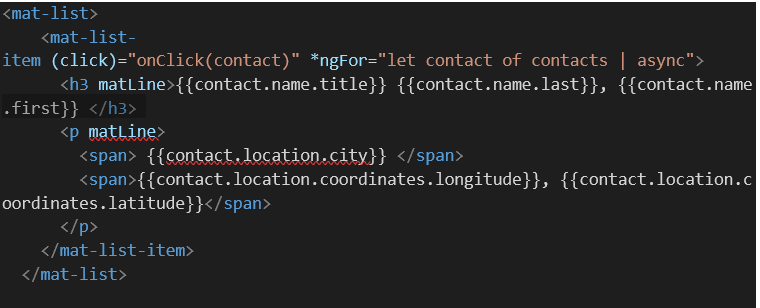 <mat-list>
<mat-list-
item (click)="onClick(contact)" *ngFor="let contact of contacts | async">
<h3 matLine>{{contact.name.title}} {{contact.name.last}}, {{contact.name
.first}} </h3>
<p matLine>
<span> {{contact.location.city}} </span>
<span>{{contact.location.coordinates.longitude}}, {{contact.location.c
oordinates.latitude}}</span>
</p>
</mat-list-item>
</mat-list>